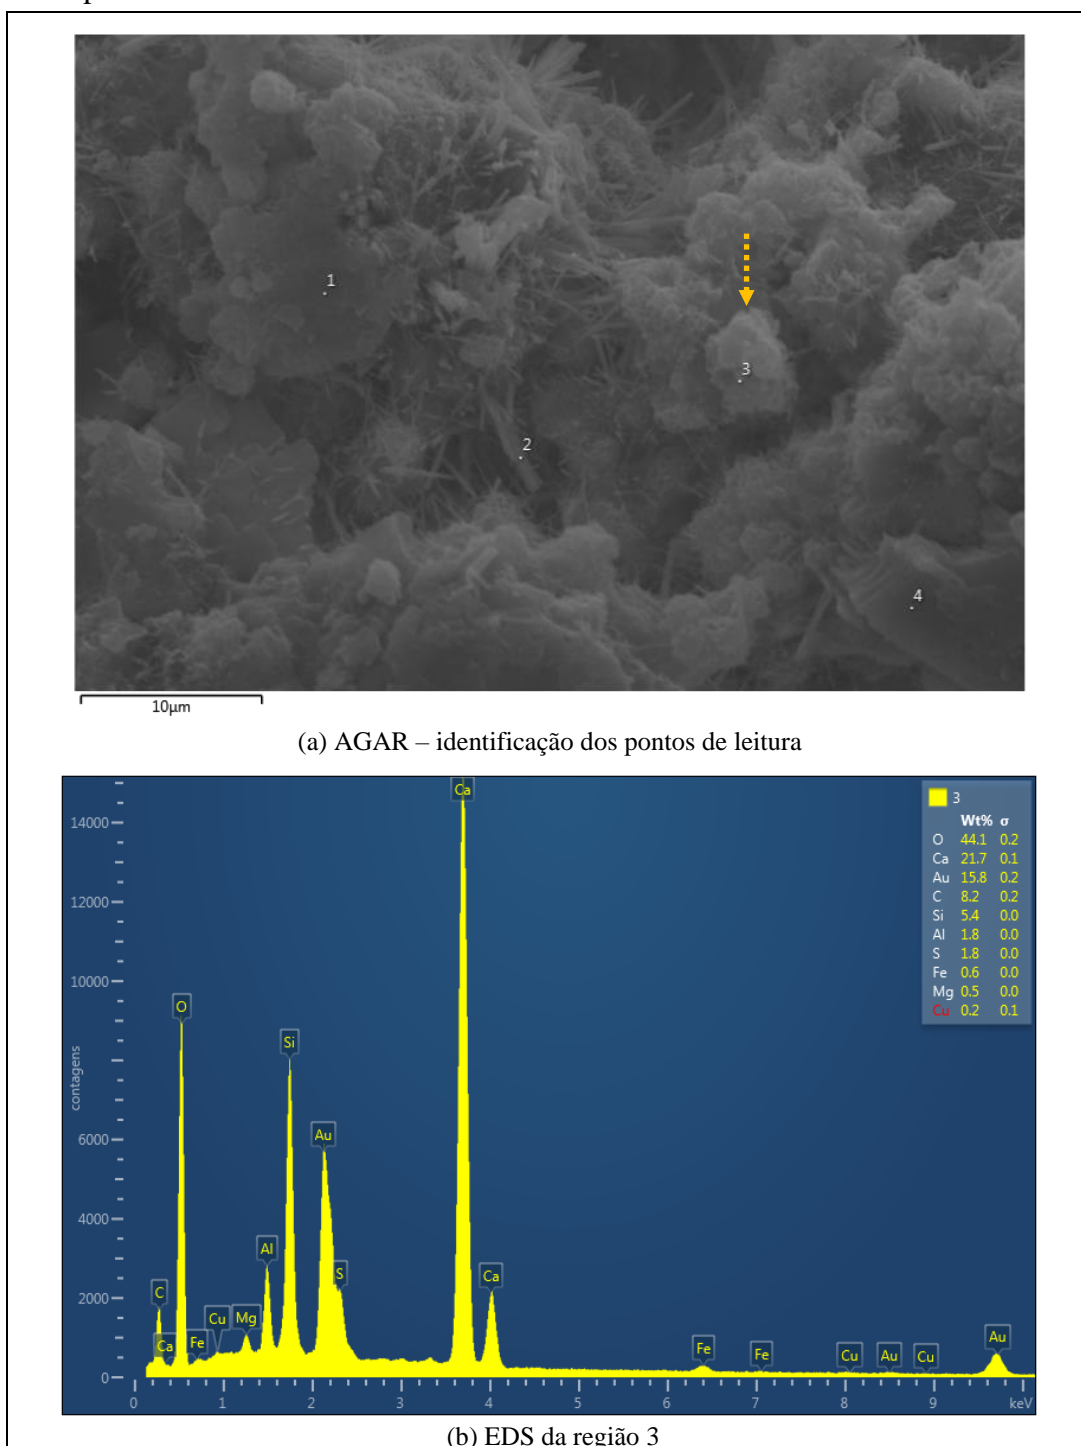 1
3
2
4
10µm
(a) AGAR – identificação dos pontos de leitura
Ca
3
14000
Wt% σ
O 44.1 0.2
Ca 21.7 0.1
Au 15.8 0.2
12000
C 8.2 0.2
Si 5.4 0.0
Al 1.8 0.0
S 1.8 0.0
Fe 0.6 0.0
10000
Mg 0.5 0.0
Cu 0.2 0.1
O
Si
contagens
6000
Au
4000
Al
S
Ca
C
2000
Ca
Fe
Cu
Mg
Fe
Fe
Cu
Au
Cu
Au
0
0 1 2 3 4 5 6 7 8 9 keV
(b) EDS da região 3